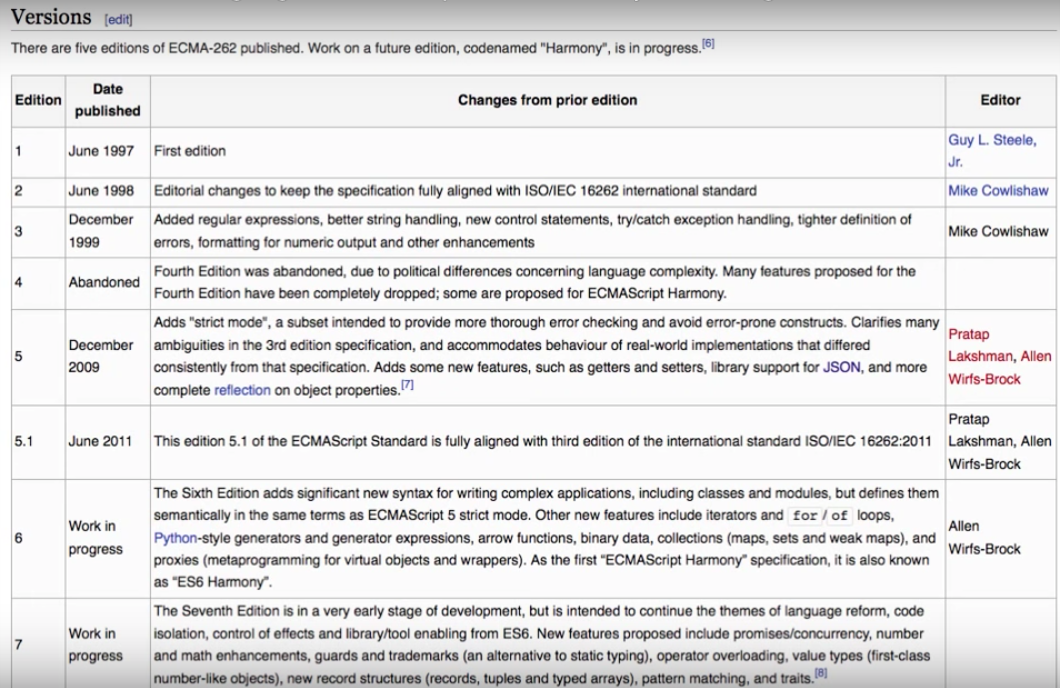 Versions [edit]
There are five editions of ECMA-262 published. Work on a future edition, codenamed "Harmony", is in progress.[6]
Edition
Date
published
Changes from prior edition
Editor
1
June 1997
First edition
Guy L. Steele,
Jr.
2
June 1998
Editorial changes to keep the specification fully aligned with ISO/IEC 16262 international standard
Mike Cowlishaw
3
December
1999
Added regular expressions, better string handling, new control statements, try/catch exception handling, tighter definition of
errors, formatting for numeric output and other enhancements
Mike Cowlishaw
4
Abandoned
Fourth Edition was abandoned, due to political differences concerning language complexity. Many features proposed for the
Fourth Edition have been completely dropped; some are proposed for ECMAScript Harmony.
5
December
2009
Adds "strict mode", a subset intended to provide more thorough error checking and avoid error-prone constructs. Clarifies many
ambiguities in the 3rd edition specification, and accommodates behaviour of real-world implementations that differed
consistently from that specification. Adds some new features, such as getters and setters, library support for JSON, and more
complete reflection on object properties.[7]
Pratap
Lakshman, Allen
Wirfs-Brock
5.1
June 2011
This edition 5.1 of the ECMAScript Standard is fully aligned with third edition of the international standard ISO/IEC 16262:2011
Pratap
Lakshman, Allen
Wirfs-Brock
6
Work in
progress
The Sixth Edition adds significant new syntax for writing complex applications, including classes and modules, but defines them
semantically in the same terms as ECMAScript 5 strict mode. Other new features include iterators and for / of loops,
Python-style generators and generator expressions, arrow functions, binary data, collections (maps, sets and weak maps), and
proxies (metaprogramming for virtual objects and wrappers). As the first "ECMAScript Harmony" specification, it is also known
as "ES6 Harmony".
Allen
Wirfs-Brock
7
Work in
progress
The Seventh Edition is in a very early stage of development, but is intended to continue the themes of language reform, code
isolation, control of effects and library/tool enabling from ES6. New features proposed include promises/concurrency, number
and math enhancements, guards and trademarks (an alternative to static typing), operator overloading, value types (first-class
number-like objects), new record structures (records, tuples and typed arrays), pattern matching, and traits.[8]